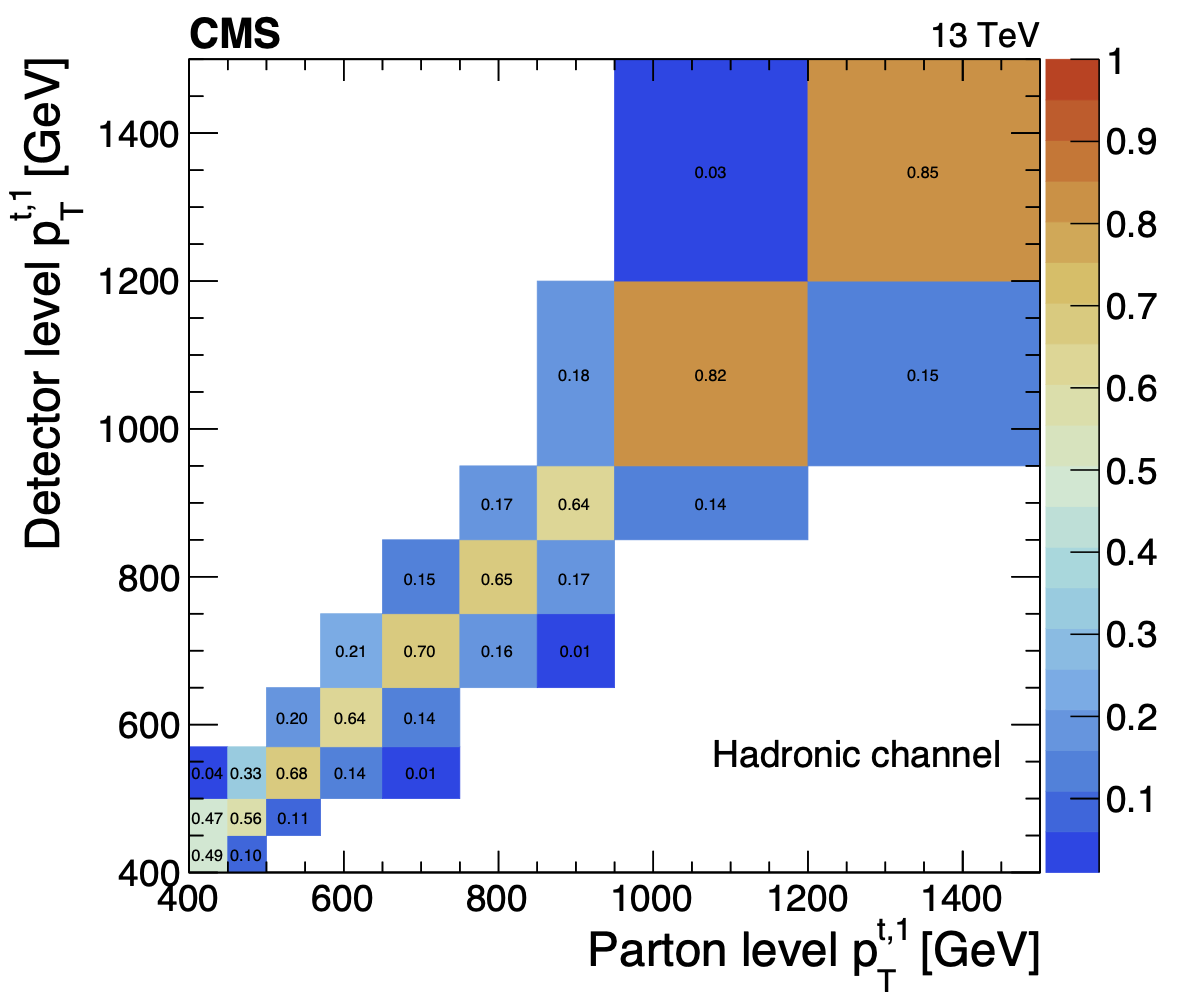 CMS 13 TeV
Detector level p_T^{t,1} [GeV]
1400
1200
1000
800
600
400
0.03 0.85
0.18 0.82 0.15
0.17 0.64 0.14
0.15 0.65 0.17
0.21 0.70 0.16 0.01
0.20 0.64 0.14
0.04 0.33 0.68 0.14 0.01
0.47 0.56 0.11
0.49 0.10
Hadronic channel
1
0.9
0.8
0.7
0.6
0.5
0.4
0.3
0.2
0.1
400 600 800 1000 1200 1400
Parton level p_T^{t,1} [GeV]